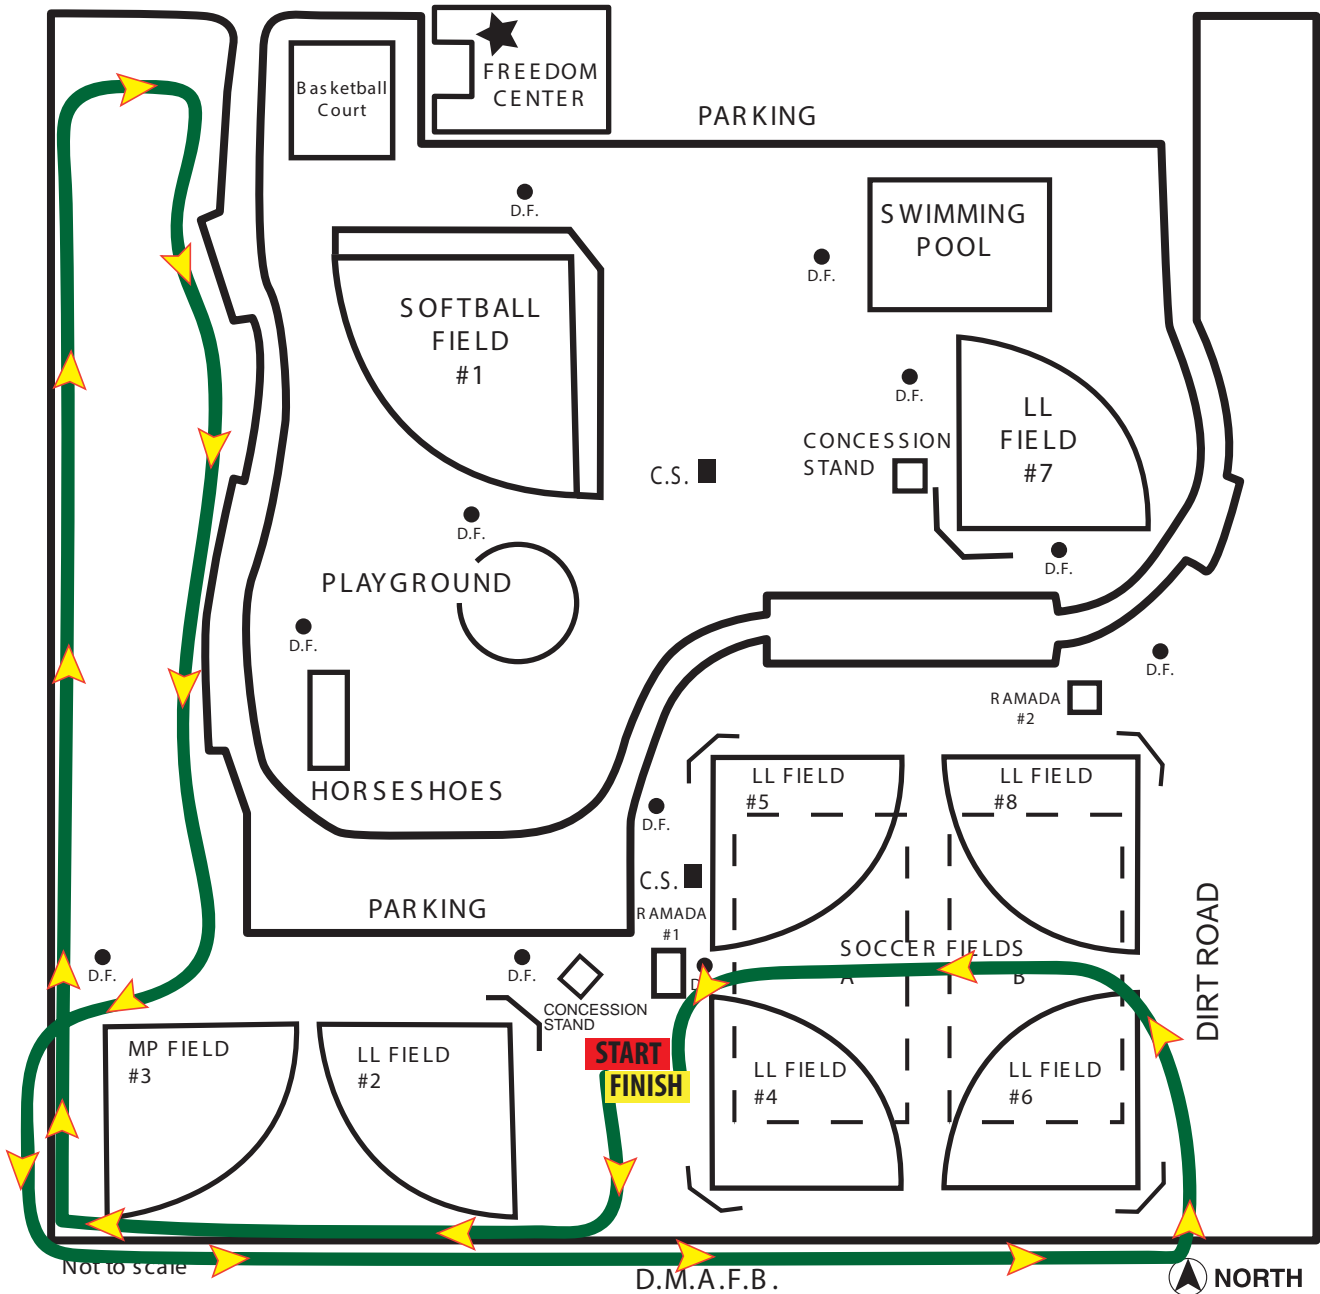 Basketball
Court
FREEDOM
CENTER
PARKING
D.F.
SWIMMING
POOL
D.F.
SOFTBALL
FIELD
#1
D.F.
LL
FIELD
#7
CONCESSION
STAND
C.S.
D.F.
D.F.
PLAYGROUND
D.F.
D.F.
RAMADA
#2
HORSESHOES
LL FIELD
#5
LL FIELD
#8
D.F.
C.S.
PARKING
RAMADA
#1
SOCCER FIELDS
A
B
DIRT ROAD
D.F.
D.F.
D
CONCESSION
STAND
MP FIELD
#3
LL FIELD
#2
START
FINISH
LL FIELD
#4
LL FIELD
#6
Not to scale
D.M.A.F.B.
NORTH